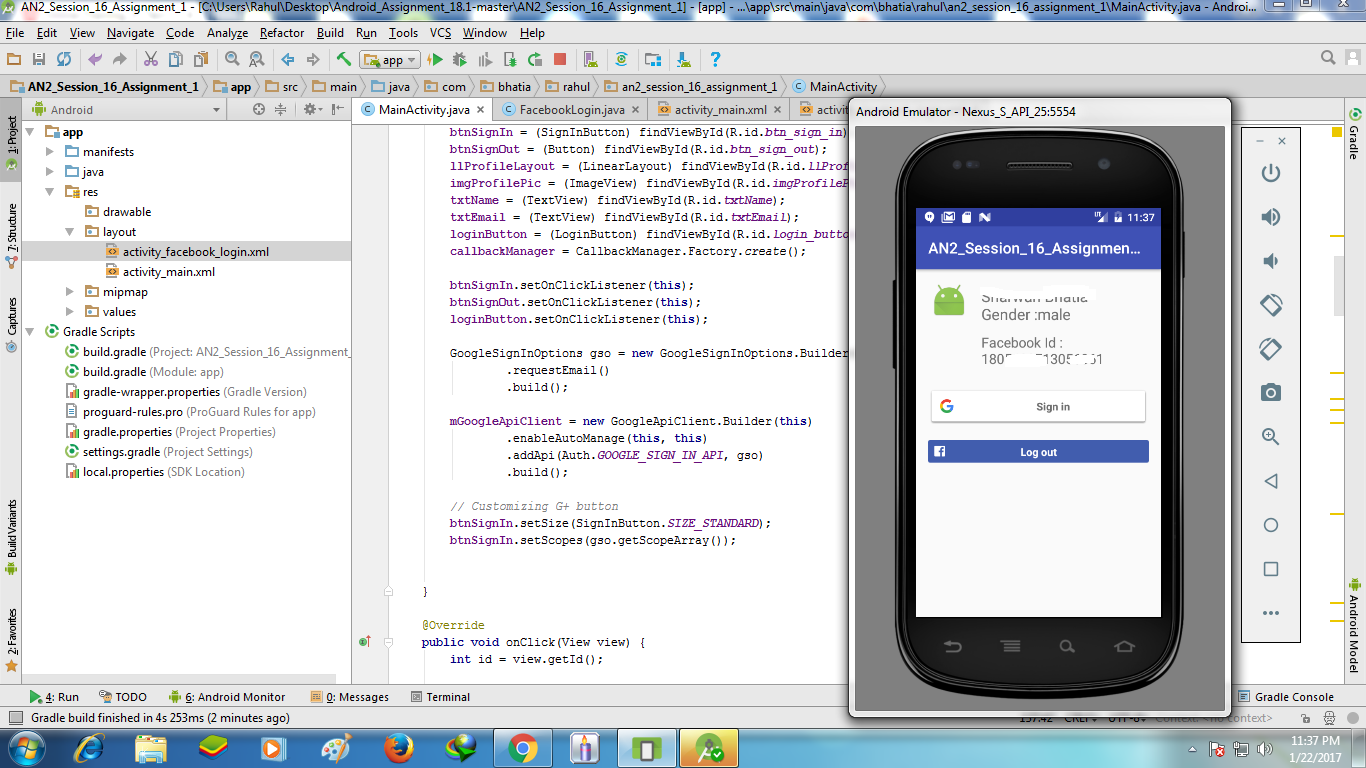 AN2_Session_16_Assignment_1 - [C:\Users\Rahul\Desktop\Android_Assignment_18.1-master\AN2_Session_16_Assignment_1] - [app] - ...\app\src\main\java\com\bhatia\rahul\an2_session_16_assignment_1\MainActivity.java - Androi...
File Edit View Navigate Code Analyze Refactor Build Run Tools VCS Window Help
app
AN2_Session_16_Assignment_1 app src main java com bhatia rahul an2_session_16_assignment_1 MainActivity
Android
MainActivity.java FacebookLogin.java activity_main.xml activit
1: Project
7: Structure
Captures
Build Variants
2: Favorites
app
manifests
java
res
drawable
layout
activity_facebook_login.xml
activity_main.xml
mipmap
values
Gradle Scripts
build.gradle (Project: AN2_Session_16_Assignment_
build.gradle (Module: app)
gradle-wrapper.properties (Gradle Version)
proguard-rules.pro (ProGuard Rules for app)
gradle.properties (Project Properties)
settings.gradle (Project Settings)
local.properties (SDK Location)
btnSignIn = (SignInButton) findViewById(R.id.btn_sign_in)
btnSignOut = (Button) findViewById(R.id.btn_sign_out);
llProfileLayout = (LinearLayout) findViewById(R.id.llProf
imgProfilePic = (ImageView) findViewById(R.id.imgProfileP
txtName = (TextView) findViewById(R.id.txtName);
txtEmail = (TextView) findViewById(R.id.txtEmail);
loginButton = (LoginButton) findViewById(R.id.login_butto
callbackManager = CallbackManager.Factory.create();
btnSignIn.setOnClickListener(this);
btnSignOut.setOnClickListener(this);
loginButton.setOnClickListener(this);
GoogleSignInOptions gso = new GoogleSignInOptions.Builder
.requestEmail()
.build();
mGoogleApiClient = new GoogleApiClient.Builder(this)
.enableAutoManage(this, this)
.addApi(Auth.GOOGLE_SIGN_IN_API, gso)
.build();
// Customizing G+ button
btnSignIn.setSize(SignInButton.SIZE_STANDARD);
btnSignIn.setScopes(gso.getScopeArray());
}
@Override
public void onClick(View view) {
int id = view.getId();
Android Emulator - Nexus_S_API_25:5554
11:37
AN2_Session_16_Assignmen...
Bhatia
Gender :male
Facebook Id :
Sign in
Log out
Gradle
Android Model
4: Run TODO 6: Android Monitor 0: Messages Terminal Gradle Console
Gradle build finished in 4s 253ms (2 minutes ago)
137:42 CRLF UTF-8 Context: <no context>
11:37 PM
1/22/2017